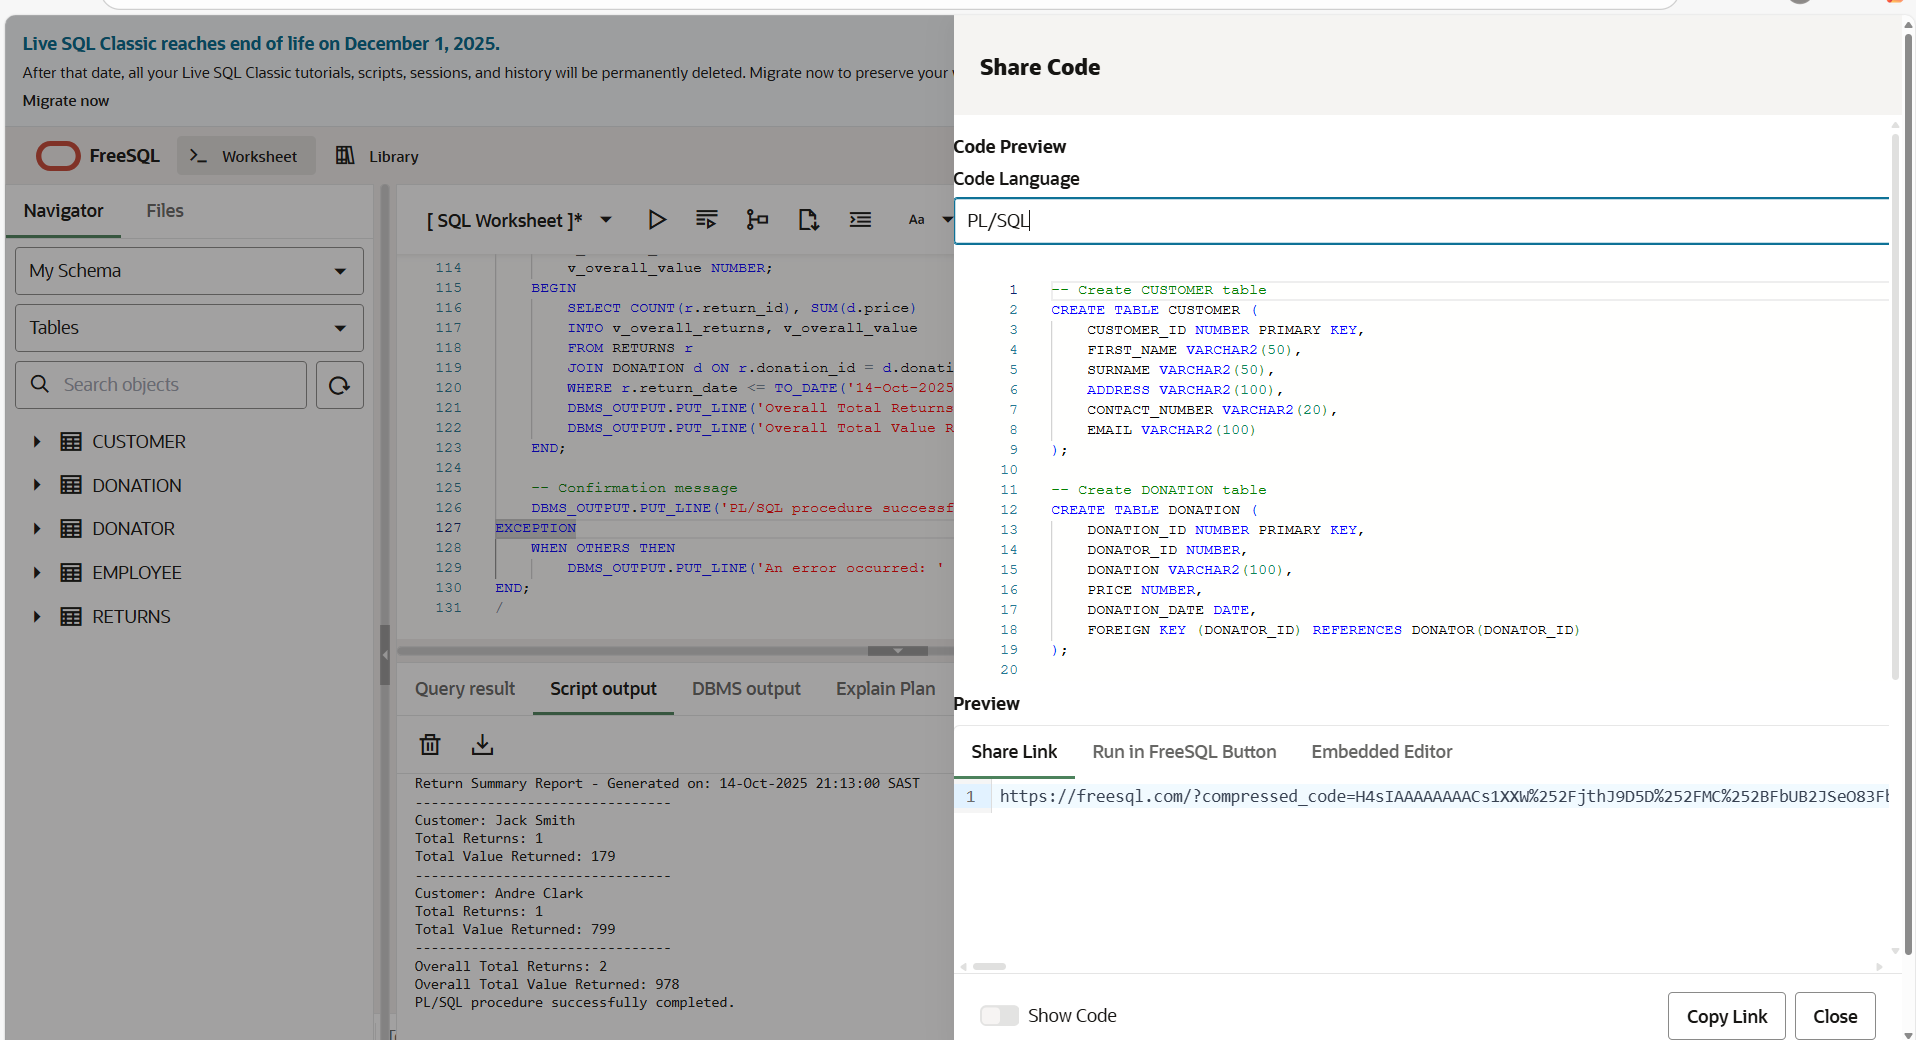 Live SQL Classic reaches end of life on December 1, 2025.
After that date, all your Live SQL Classic tutorials, scripts, sessions, and history will be permanently deleted. Migrate now to preserve your
Migrate now
FreeSQL
Worksheet
Library
Navigator
Files
My Schema
Tables
Search objects
CUSTOMER
DONATION
DONATOR
EMPLOYEE
RETURNS
[ SQL Worksheet ]*
Aa
114 v_overall_value NUMBER;
115 BEGIN
116 SELECT COUNT(r.return_id), SUM(d.price)
117 INTO v_overall_returns, v_overall_value
118 FROM RETURNS r
119 JOIN DONATION d ON r.donation_id = d.donati
120 WHERE r.return_date <= TO_DATE('14-Oct-2025
121 DBMS_OUTPUT.PUT_LINE('Overall Total Returns
122 DBMS_OUTPUT.PUT_LINE('Overall Total Value R
123 END;
124
125 -- Confirmation message
126 DBMS_OUTPUT.PUT_LINE('PL/SQL procedure successf
127 EXCEPTION
128 WHEN OTHERS THEN
129 DBMS_OUTPUT.PUT_LINE('An error occurred: '
130 END;
131 /
Query result
Script output
DBMS output
Explain Plan
Return Summary Report - Generated on: 14-Oct-2025 21:13:00 SAST
--------------------------------
Customer: Jack Smith
Total Returns: 1
Total Value Returned: 179
--------------------------------
Customer: Andre Clark
Total Returns: 1
Total Value Returned: 799
--------------------------------
Overall Total Returns: 2
Overall Total Value Returned: 978
PL/SQL procedure successfully completed.
Share Code
Code Preview
Code Language
PL/SQL
1 -- Create CUSTOMER table
2 CREATE TABLE CUSTOMER (
3 CUSTOMER_ID NUMBER PRIMARY KEY,
4 FIRST_NAME VARCHAR2(50),
5 SURNAME VARCHAR2(50),
6 ADDRESS VARCHAR2(100),
7 CONTACT_NUMBER VARCHAR2(20),
8 EMAIL VARCHAR2(100)
9 );
10
11 -- Create DONATION table
12 CREATE TABLE DONATION (
13 DONATION_ID NUMBER PRIMARY KEY,
14 DONATOR_ID NUMBER,
15 DONATION VARCHAR2(100),
16 PRICE NUMBER,
17 DONATION_DATE DATE,
18 FOREIGN KEY (DONATOR_ID) REFERENCES DONATOR(DONATOR_ID)
19 );
20
Preview
Share Link
Run in FreeSQL Button
Embedded Editor
1 https://freesql.com/?compressed_code=H4sIAAAAAAAACs1XXW%252FjthJ9D5D%252FMC%252BFbUB2JSeO83Ft
Show Code
Copy Link
Close